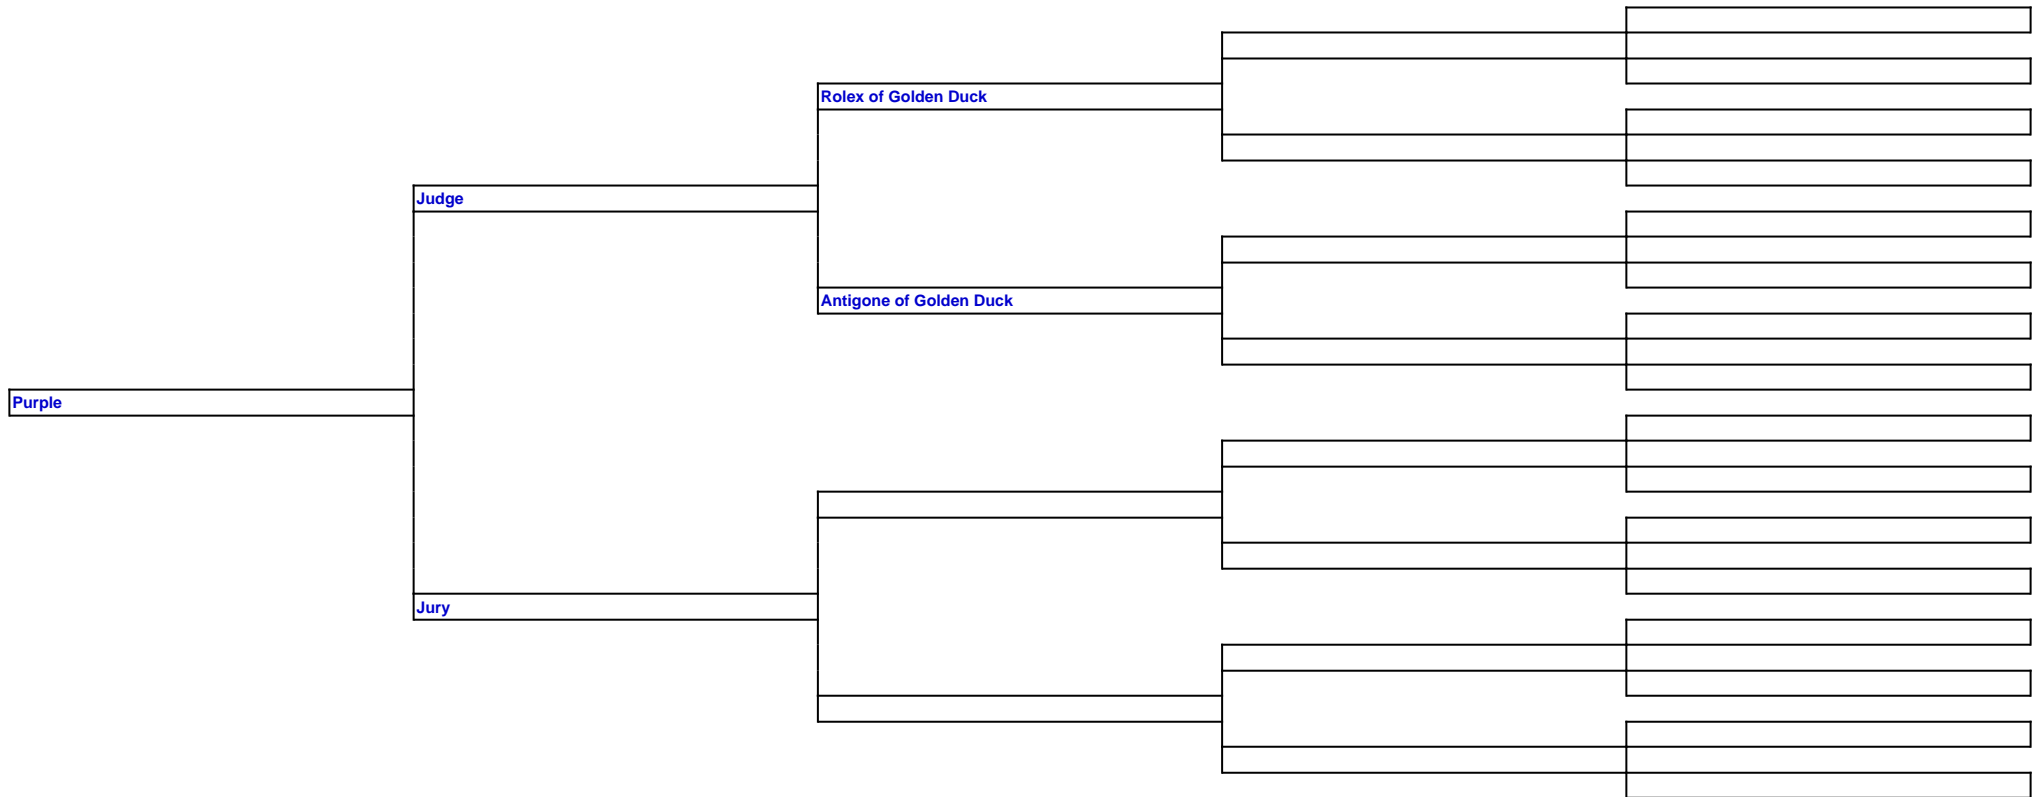 Rolex of Golden Duck
Judge
Antigone of Golden Duck
Purple
Jury